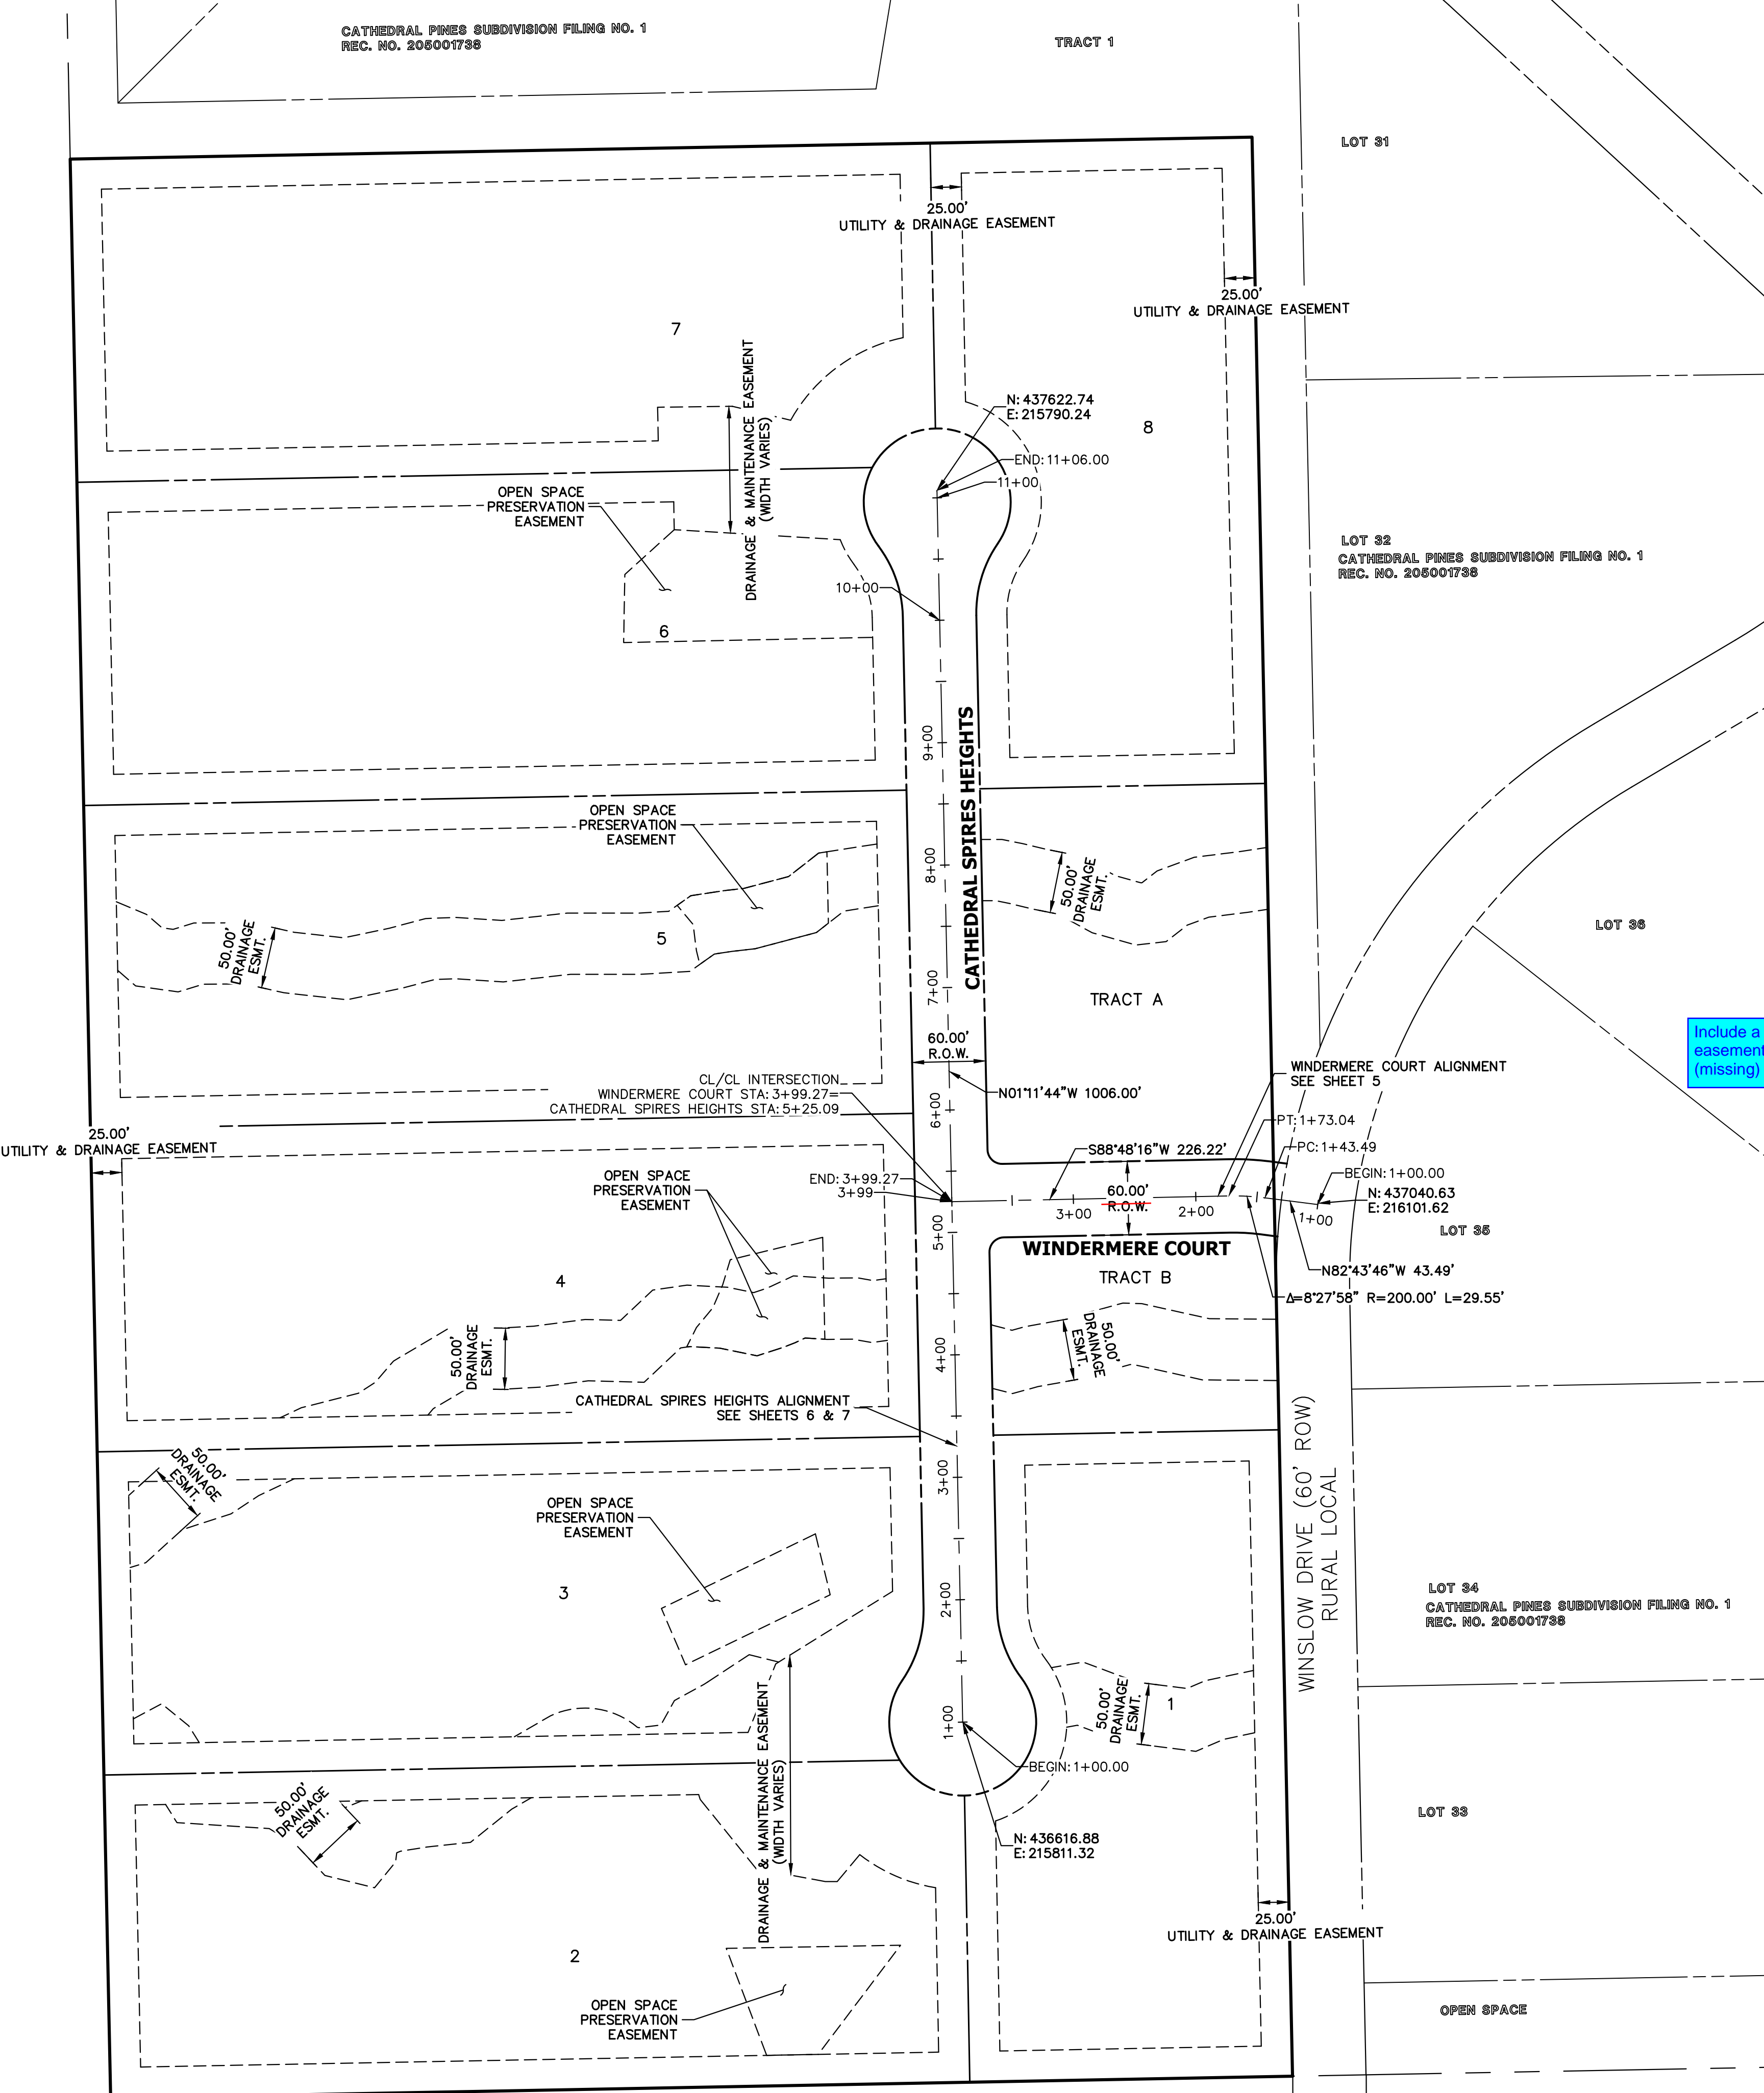 CATHEDRAL PINES SUBDIVISION FILING NO. 1
REC. NO. 205001738
TRACT 1
LOT 31
25.00'
UTILITY & DRAINAGE EASEMENT
25.00'
UTILITY & DRAINAGE EASEMENT
7
DRAINAGE & MAINTENANCE EASEMENT
(WIDTH VARIES)
N: 437622.74
E: 215790.24
8
END: 11+06.00
11+00
OPEN SPACE
PRESERVATION
EASEMENT
LOT 32
CATHEDRAL PINES SUBDIVISION FILING NO. 1
REC. NO. 205001738
10+00
6
9+00
CATHEDRAL SPIRES HEIGHTS
OPEN SPACE
PRESERVATION
EASEMENT
8+00
50.00'
DRAINAGE
ESMT.
LOT 36
50.00'
DRAINAGE
ESMT.
5
7+00
TRACT A
Include a
easement
(missing)
60.00'
R.O.W.
WINDERMERE COURT ALIGNMENT
SEE SHEET 5
CL/CL INTERSECTION
WINDERMERE COURT STA: 3+99.27=
CATHEDRAL SPIRES HEIGHTS STA: 5+25.09
N01°11'44"W 1006.00'
6+00
PT: 1+73.04
25.00'
UTILITY & DRAINAGE EASEMENT
S88°48'16"W 226.22'
PC: 1+43.49
OPEN SPACE
PRESERVATION
EASEMENT
END: 3+99.27
3+99
BEGIN: 1+00.00
60.00'
R.O.W.
N: 437040.63
E: 216101.62
3+00
2+00
1+00
LOT 35
5+00
WINDERMERE COURT
N82°43'46"W 43.49'
4
TRACT B
Δ=8°27'58" R=200.00' L=29.55'
50.00'
DRAINAGE
ESMT.
50.00'
DRAINAGE
ESMT.
4+00
CATHEDRAL SPIRES HEIGHTS ALIGNMENT
SEE SHEETS 6 & 7
50.00'
DRAINAGE
ESMT.
3+00
WINSLOW DRIVE (60' ROW)
RURAL LOCAL
OPEN SPACE
PRESERVATION
EASEMENT
3
2+00
LOT 34
CATHEDRAL PINES SUBDIVISION FILING NO. 1
REC. NO. 205001738
DRAINAGE & MAINTENANCE EASEMENT
(WIDTH VARIES)
1+00
50.00'
DRAINAGE
ESMT.
1
BEGIN: 1+00.00
50.00'
DRAINAGE
ESMT.
LOT 33
N: 436616.88
E: 215811.32
25.00'
UTILITY & DRAINAGE EASEMENT
2
OPEN SPACE
PRESERVATION
EASEMENT
OPEN SPACE